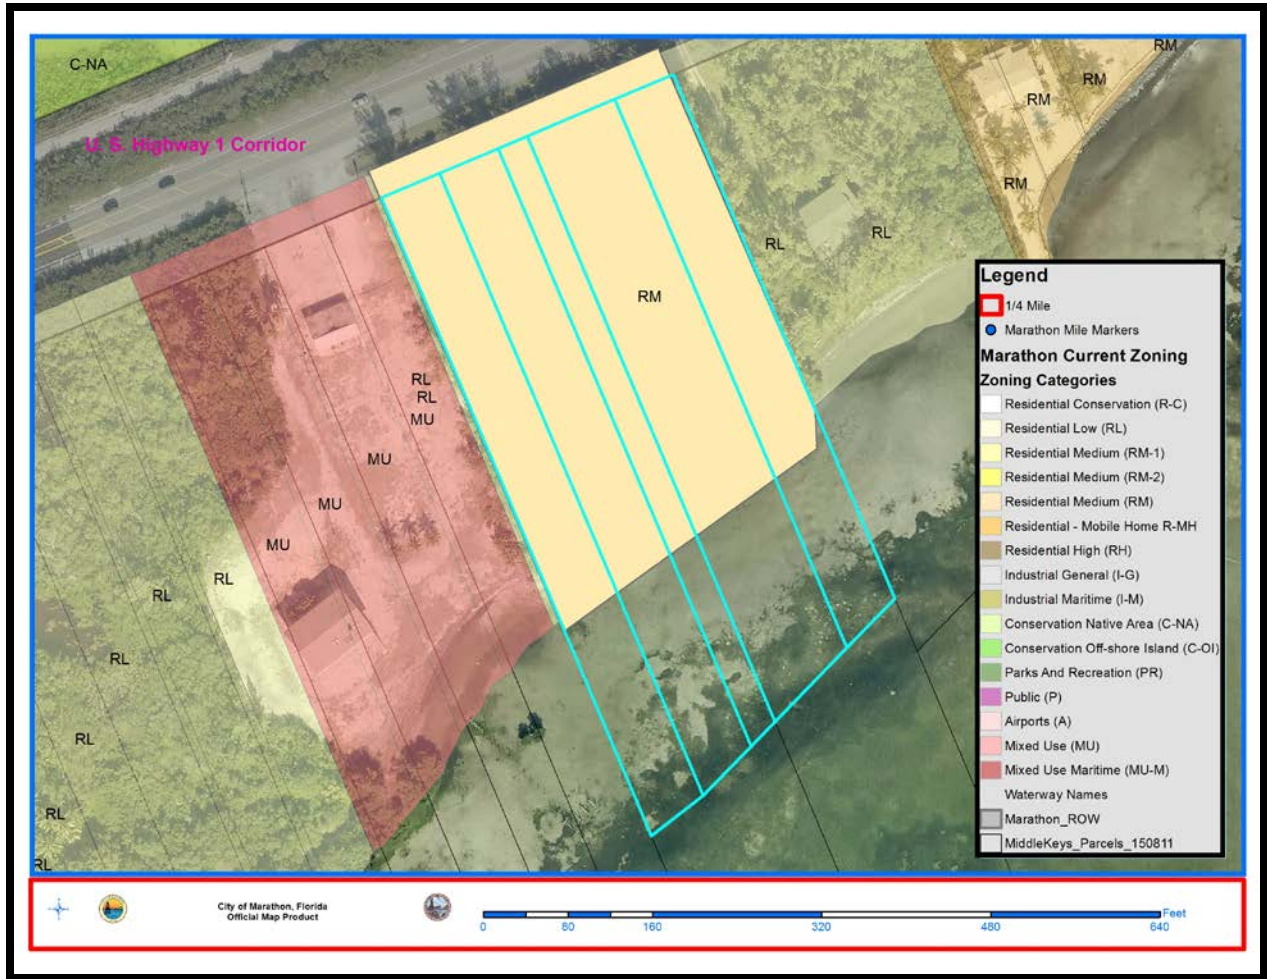 C-NA
RM
RM
RM
U. S. Highway 1 Corridor
RM
RL
RL
RM
RL
RL
MU
MU
MU
MU
RL
RL
RL
RL
RL
RL
Legend
1/4 Mile
Marathon Mile Markers
Marathon Current Zoning
Zoning Categories
Residential Conservation (R-C)
Residential Low (RL)
Residential Medium (RM-1)
Residential Medium (RM-2)
Residential Medium (RM)
Residential - Mobile Home R-MH
Residential High (RH)
Industrial General (I-G)
Industrial Maritime (I-M)
Conservation Native Area (C-NA)
Conservation Off-shore Island (C-OI)
Parks And Recreation (PR)
Public (P)
Airports (A)
Mixed Use (MU)
Mixed Use Maritime (MU-M)
Waterway Names
Marathon_ROW
MiddleKeys_Parcels_150811
City of Marathon, Florida
Official Map Product
Feet
0 80 160 320 480 640